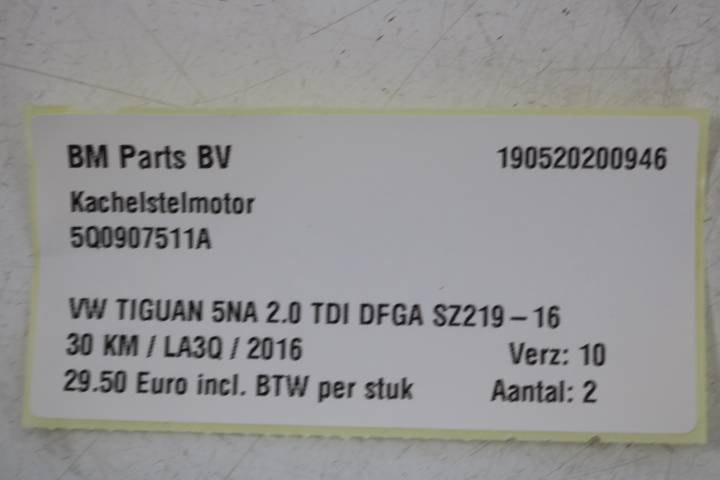 BM Parts BV 190520200946
Kachelstelmotor
5Q0907511A
VW TIGUAN 5NA 2.0 TDI DFGA SZ219-16
30 KM / LA3Q / 2016 Verz: 10
29.50 Euro incl. BTW per stuk Aantal: 2